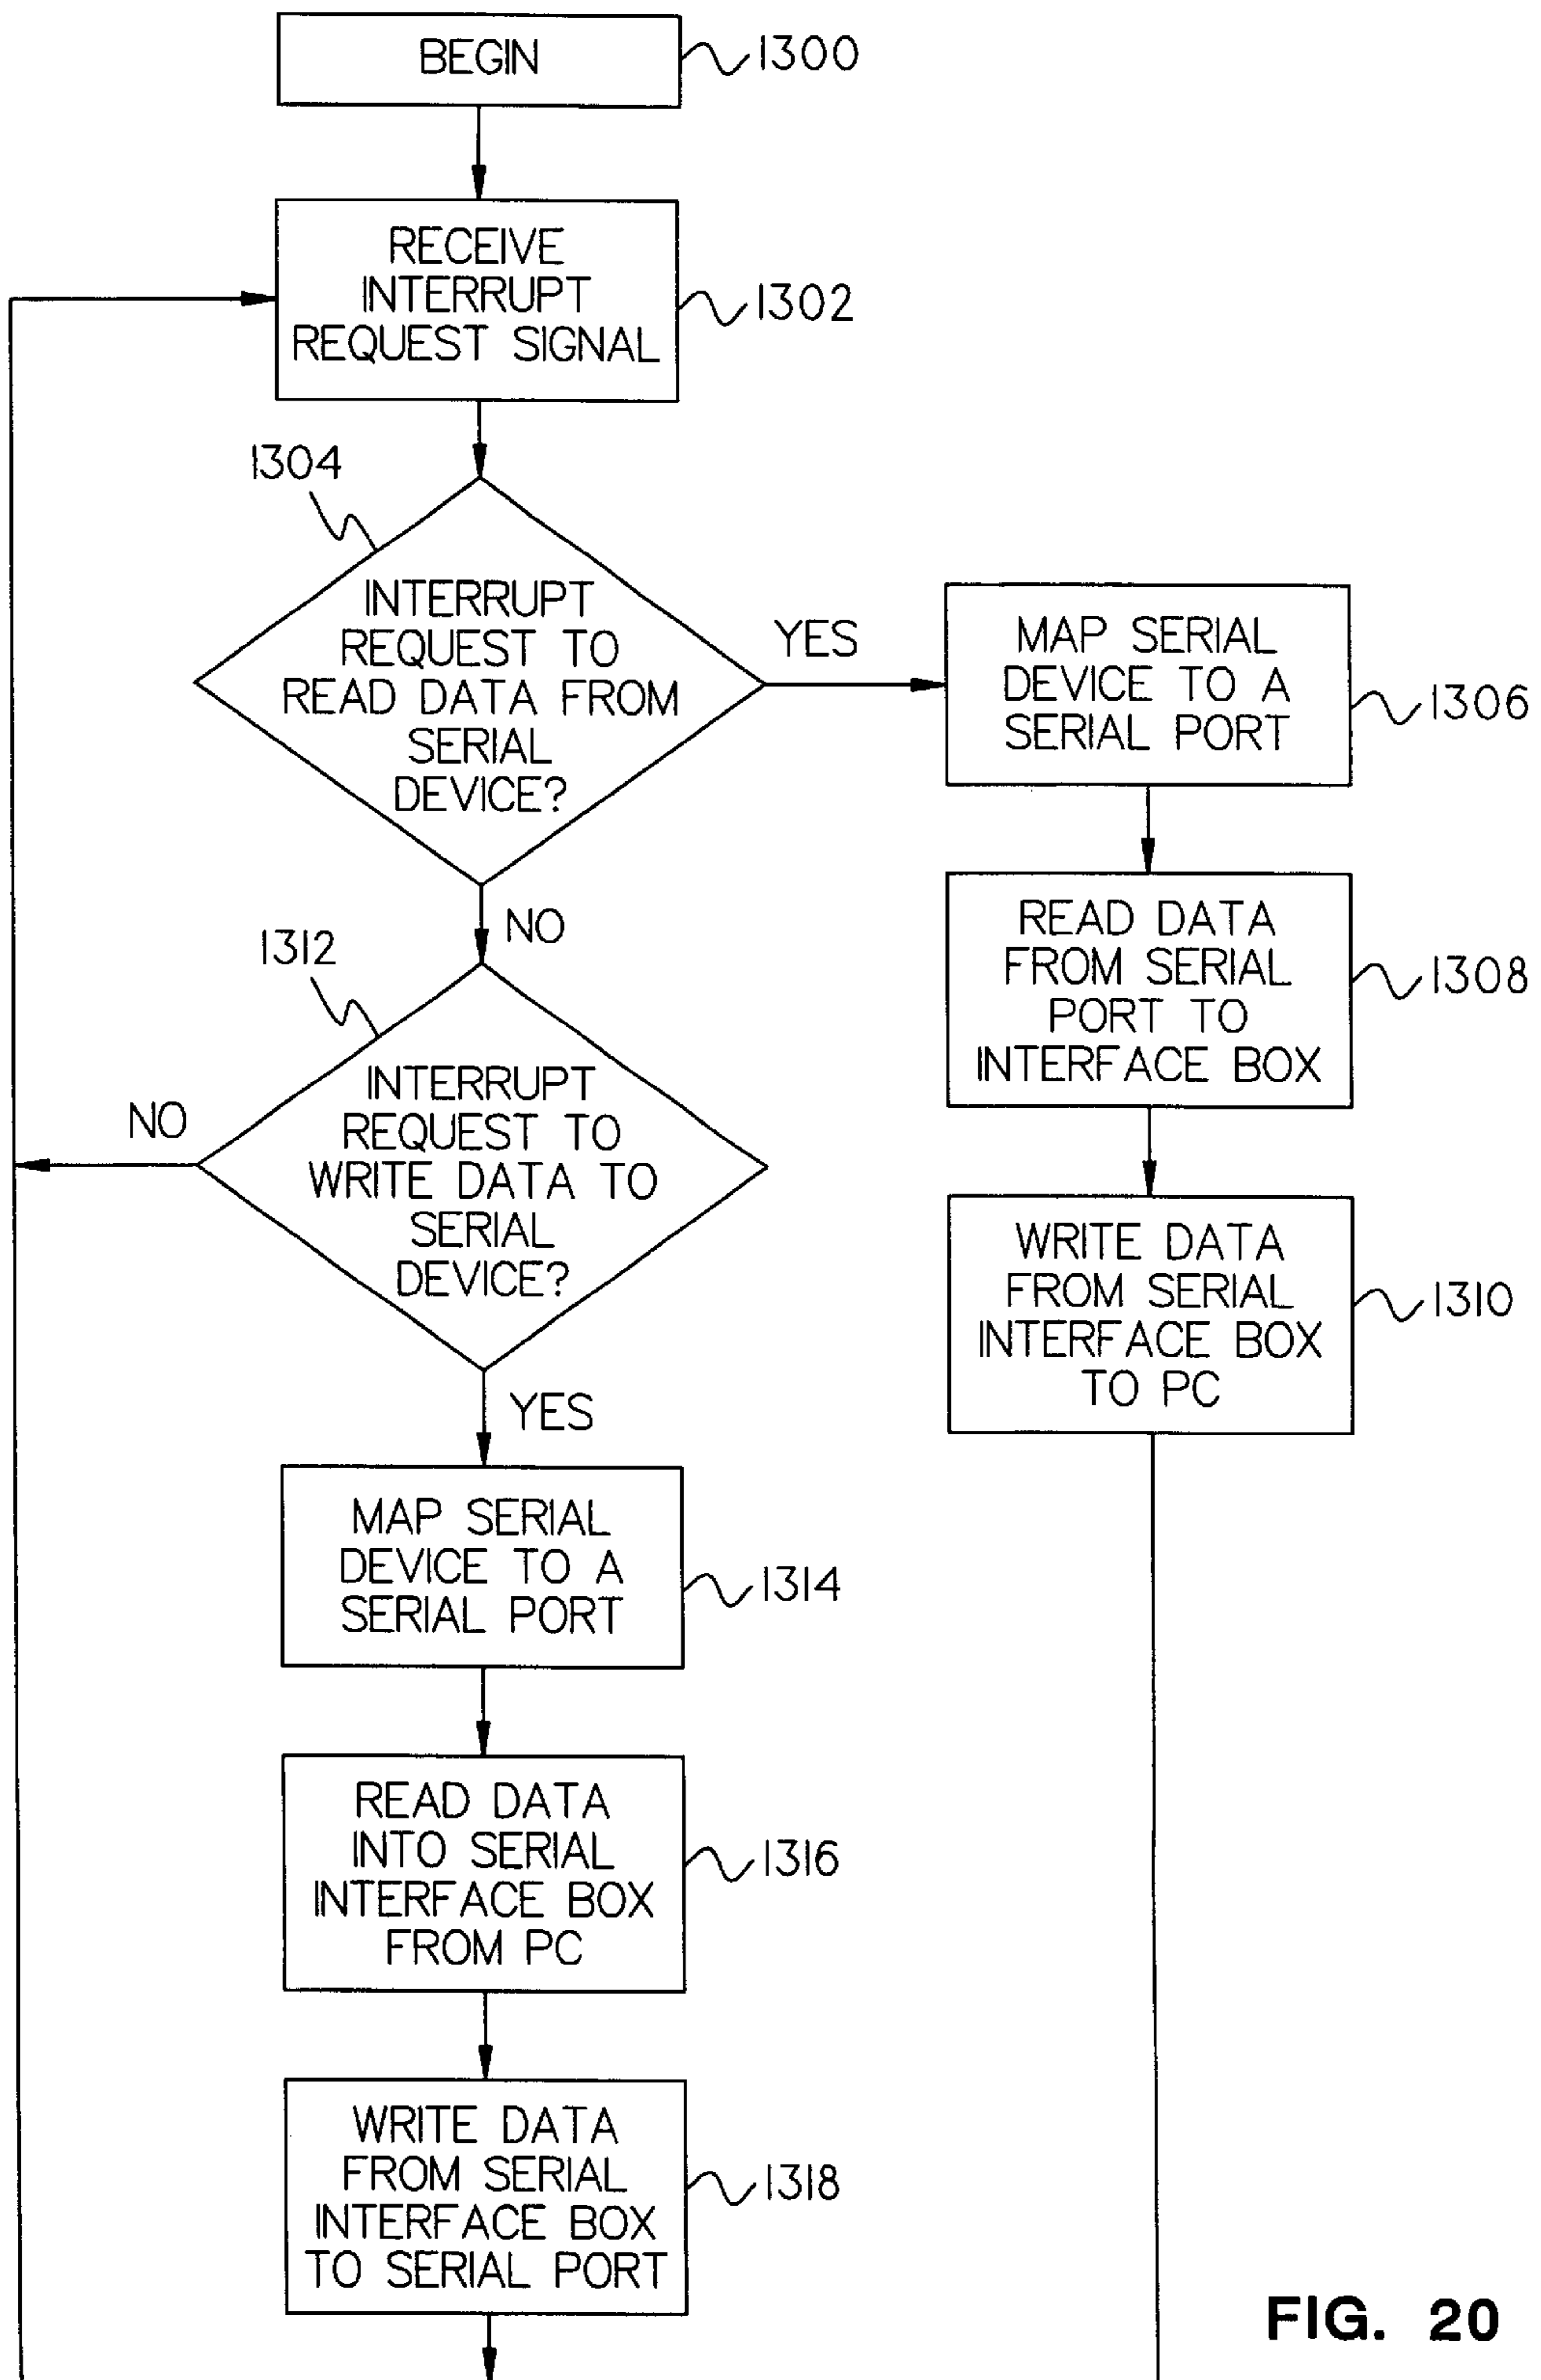 BEGIN
1300
RECEIVE
INTERRUPT
REQUEST SIGNAL
1302
1304
INTERRUPT
REQUEST TO
READ DATA FROM
SERIAL
DEVICE?
YES
MAP SERIAL
DEVICE TO A
SERIAL PORT
1306
NO
READ DATA
FROM SERIAL
PORT TO
INTERFACE BOX
1308
1312
INTERRUPT
REQUEST TO
WRITE DATA TO
SERIAL
DEVICE?
NO
WRITE DATA
FROM SERIAL
INTERFACE BOX
TO PC
1310
YES
MAP SERIAL
DEVICE TO A
SERIAL PORT
1314
READ DATA
INTO SERIAL
INTERFACE BOX
FROM PC
1316
WRITE DATA
FROM SERIAL
INTERFACE BOX
TO SERIAL PORT
1318
FIG. 20